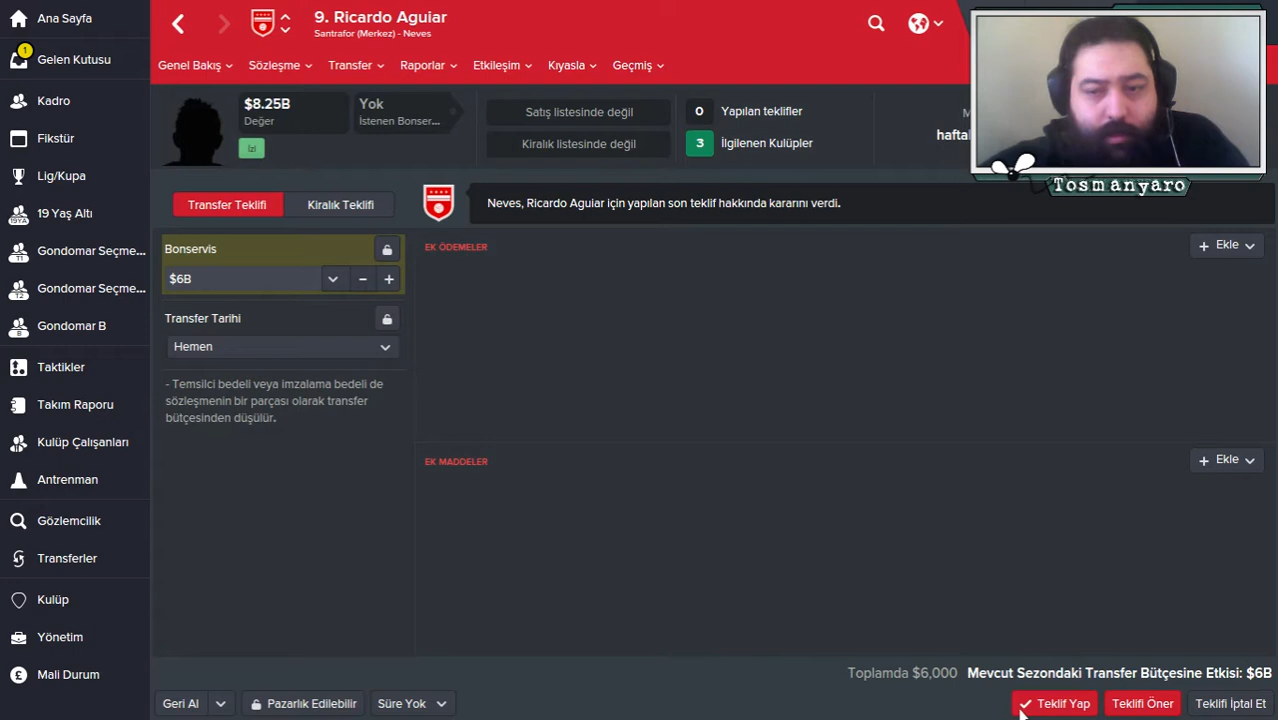 Ana Sayfa
1
Gelen Kutusu
Kadro
Fikstür
Lig/Kupa
19YA
19 Yaş Altı
T1
Gondomar Seçme...
T2
Gondomar Seçme...
B
Gondomar B
Taktikler
Takım Raporu
Kulüp Çalışanları
Antrenman
Gözlemcilik
Transferler
Kulüp
Yönetim
Mali Durum
9. Ricardo Aguiar
Santrafor (Merkez) - Neves
Genel Bakış
Sözleşme
Transfer
Raporlar
Etkileşim
Kıyasla
Geçmiş
$8.25B
Değer
İzl
Yok
İstenen Bonser...
Satış listesinde değil
Kiralık listesinde değil
0 Yapılan teklifler
3 İlgilenen Kulüpler
M
haftal
Tosmanyaro
Transfer Teklifi
Kiralık Teklifi
Neves, Ricardo Aguiar için yapılan son teklif hakkında kararını verdi.
Bonservis
$6B
Transfer Tarihi
Hemen
- Temsilci bedeli veya imzalama bedeli de
sözleşmenin bir parçası olarak transfer
bütçesinden düşülür.
EK ÖDEMELER
+ Ekle
EK MADDELER
+ Ekle
Toplamda $6,000 Mevcut Sezondaki Transfer Bütçesine Etkisi: $6B
Geri Al
Pazarlık Edilebilir
Süre Yok
Teklif Yap
Teklifi Öner
Teklifi İptal Et